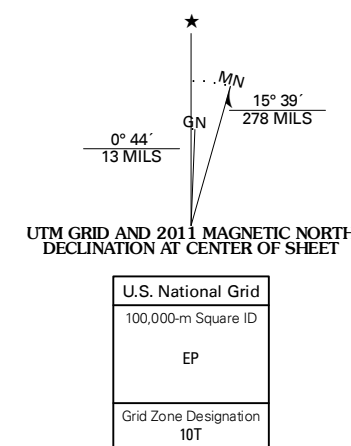 ★
MN
15° 39´
278 MILS
GN
0° 44´
13 MILS
UTM GRID AND 2011 MAGNETIC NORTH
DECLINATION AT CENTER OF SHEET
U.S. National Grid
100,000-m Square ID
EP
Grid Zone Designation
10T